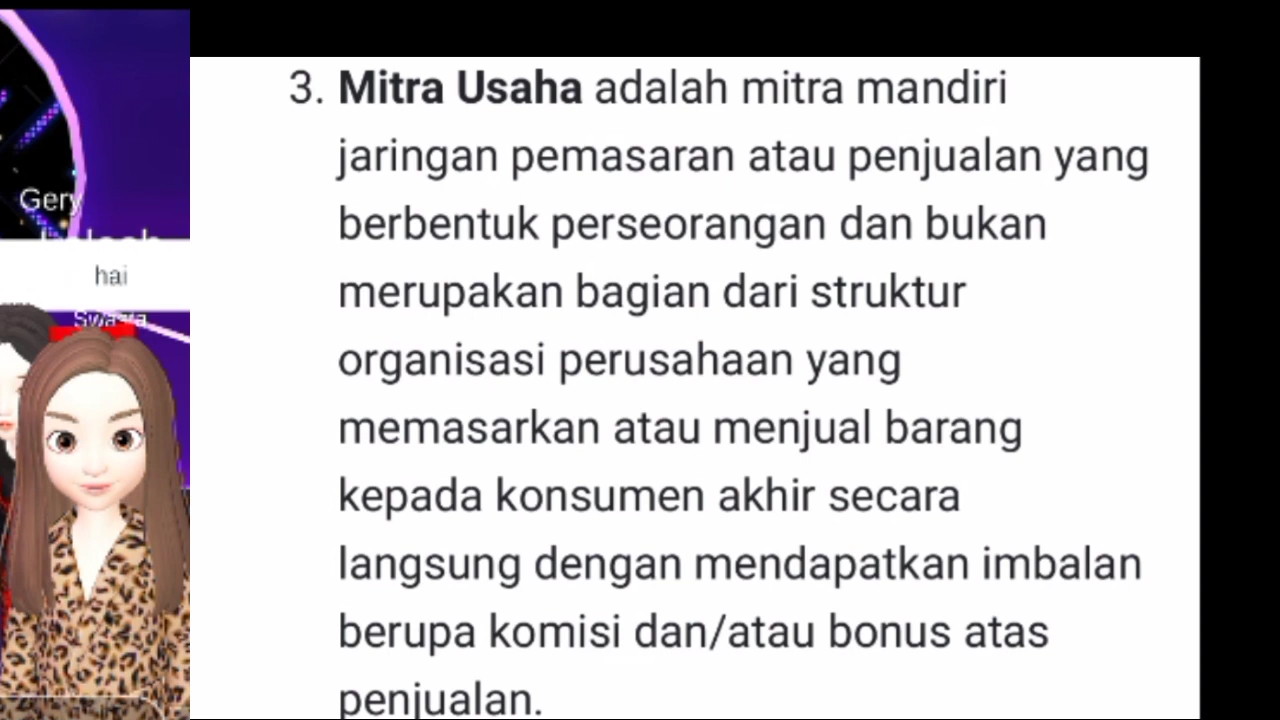 Gery
hai
3. Mitra Usaha adalah mitra mandiri
jaringan pemasaran atau penjualan yang
berbentuk perseorangan dan bukan
merupakan bagian dari struktur
organisasi perusahaan yang
memasarkan atau menjual barang
kepada konsumen akhir secara
langsung dengan mendapatkan imbalan
berupa komisi dan/atau bonus atas
penjualan.